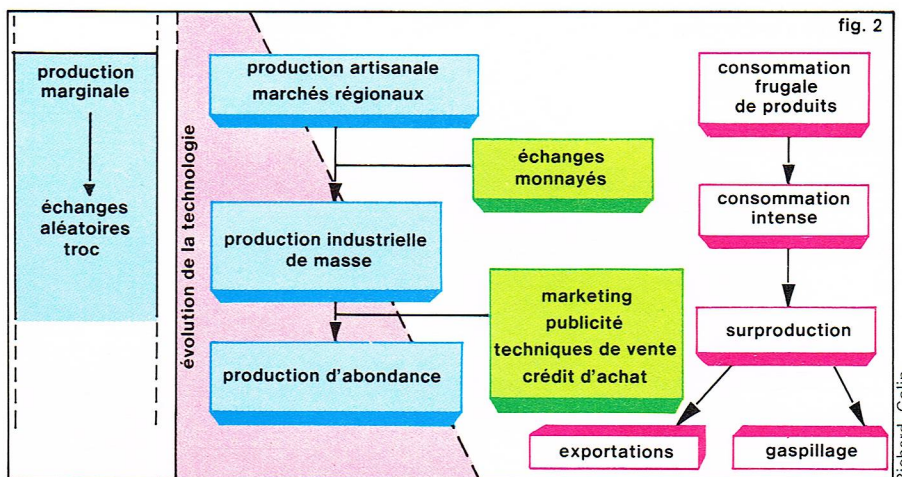 fig. 2
production
marginale
échanges
aléatoires
troc
évolution de la technologie
production artisanale
marchés régionaux
échanges
monnayés
production industrielle
de masse
marketing
publicité
techniques de vente
crédit d'achat
production d'abondance
consommation
frugale
de produits
consommation
intense
surproduction
exportations
gaspillage
Richard Colin